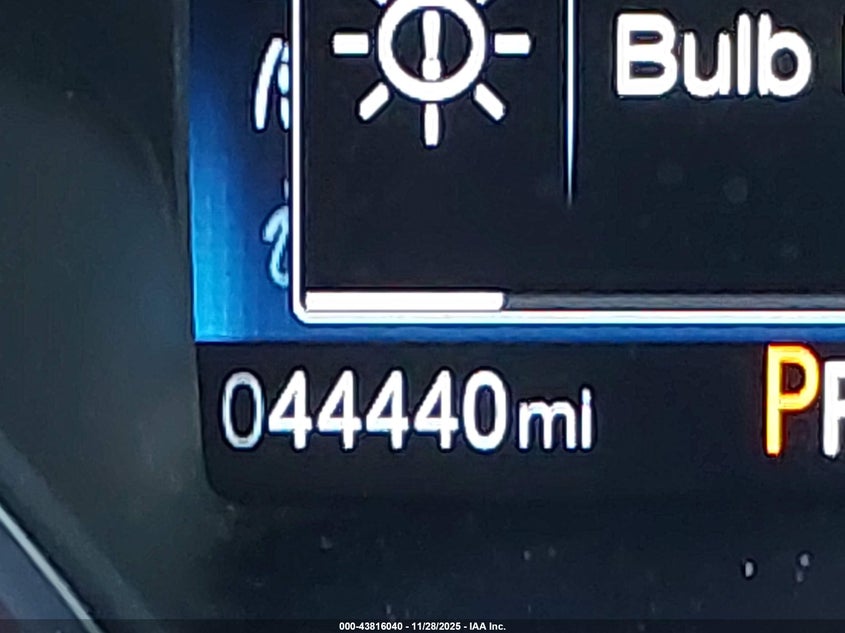 Bulb
044440mi
P
000-43816040 - 11/28/2025 - IAA Inc.